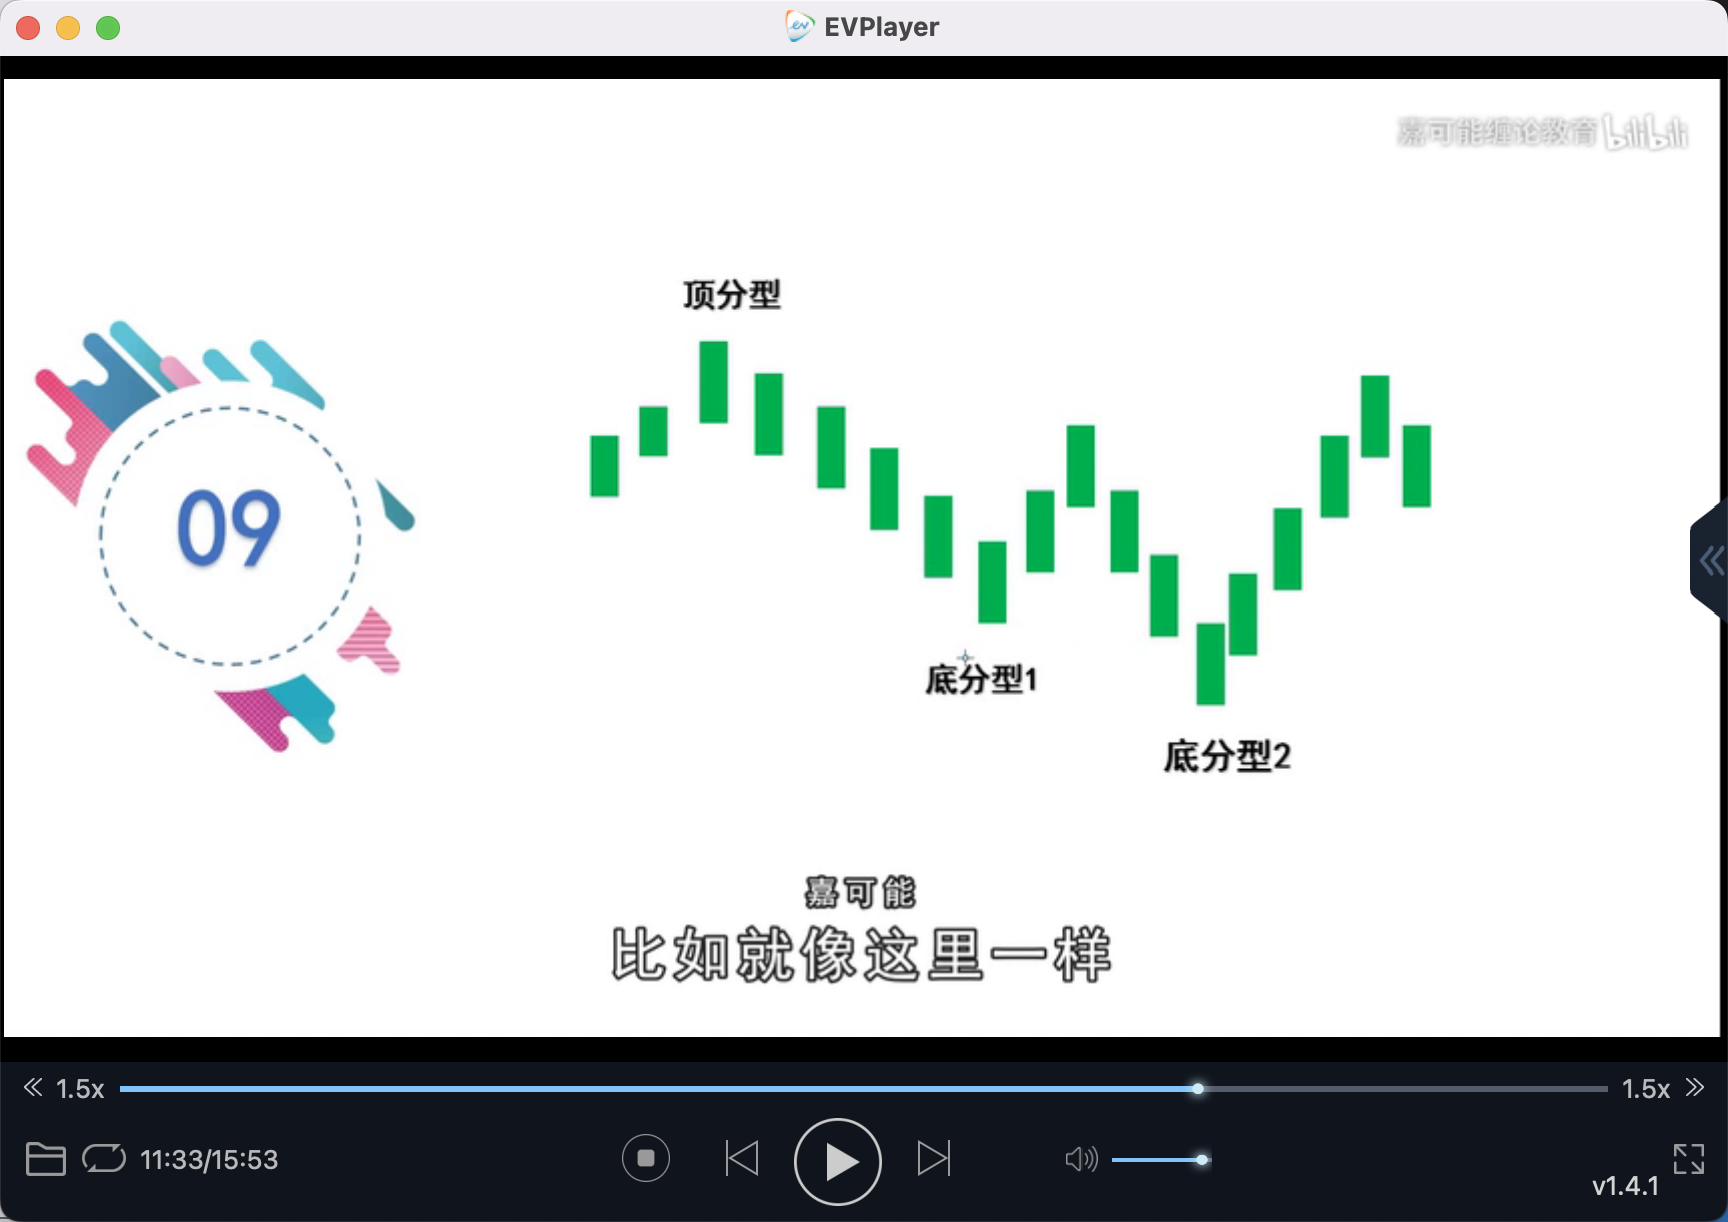 EVPlayer
嘉可能缠论教育 bilibili
顶分型
09
底分型1
底分型2
嘉可能
比如就像这里一样
1.5x
1.5x
11:33/15:53
v1.4.1